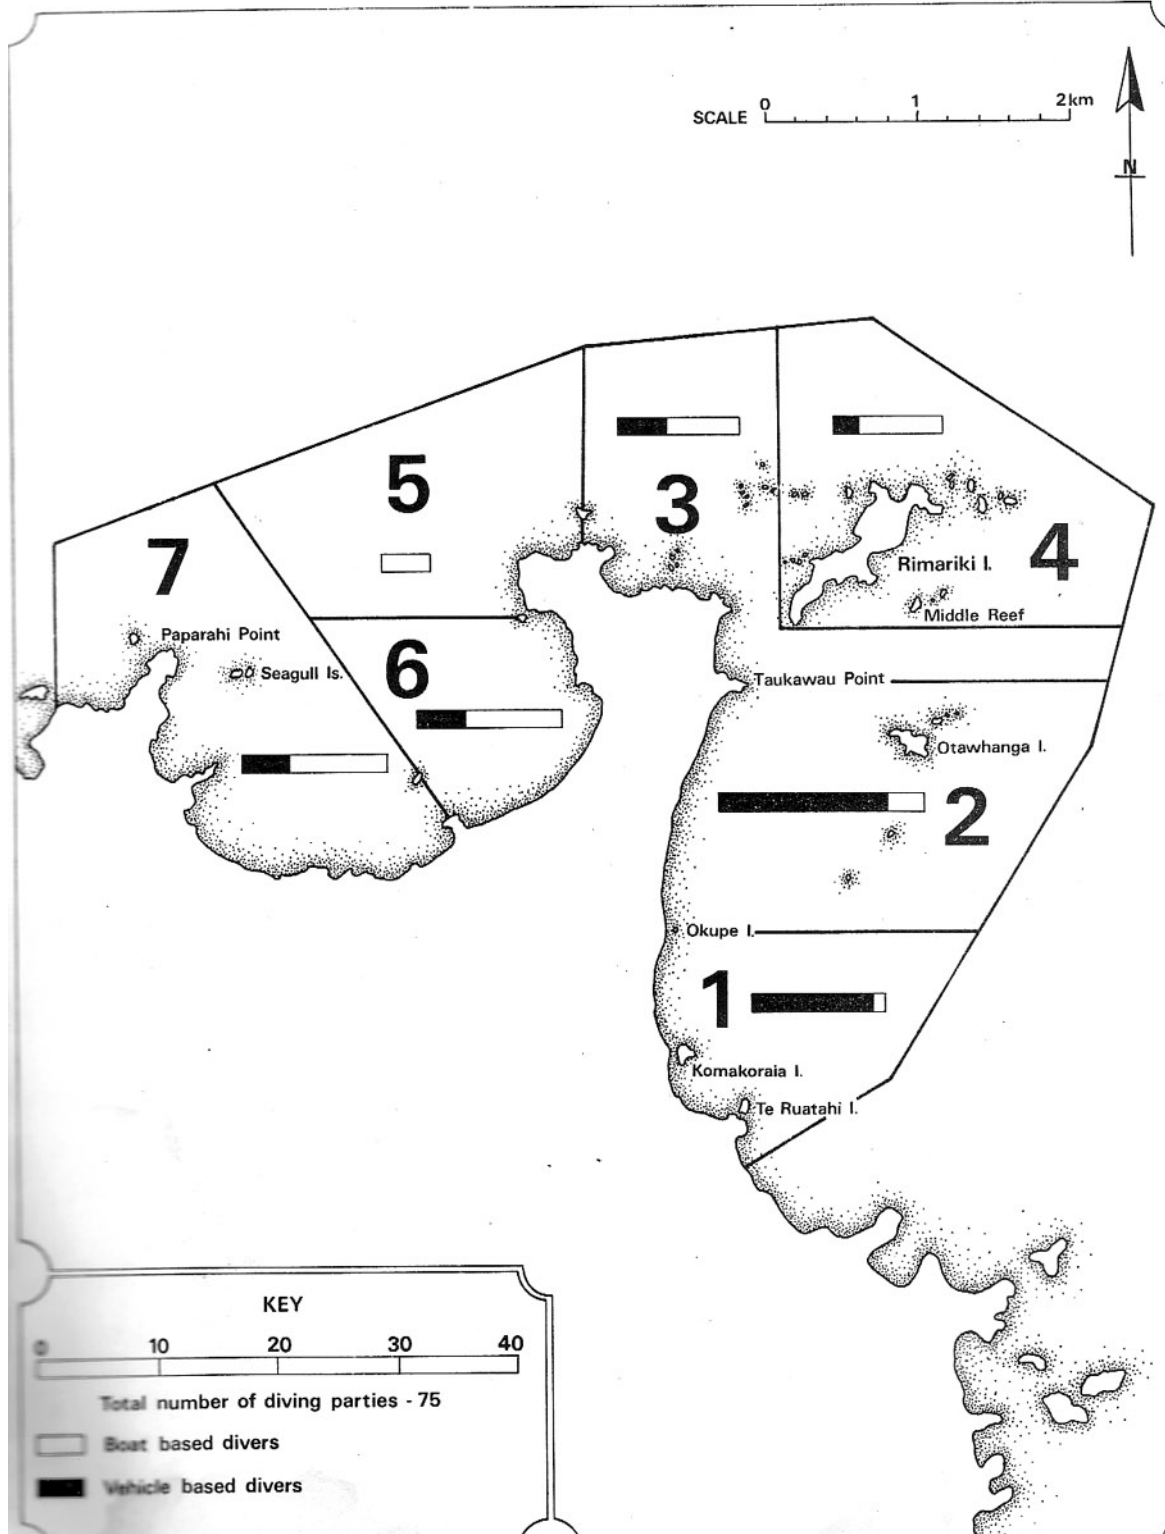 SCALE 0 1 2km
N
5
3
7
4
Rimariki I.
Middle Reef
Paparahi Point
6
Seagull Is.
Taukawau Point
Otawhanga I.
2
Okupe I.
1
Komakoraia I.
Te Ruatahi I.
KEY
0 10 20 30 40
Total number of diving parties - 75
Boat based divers
Vehicle based divers